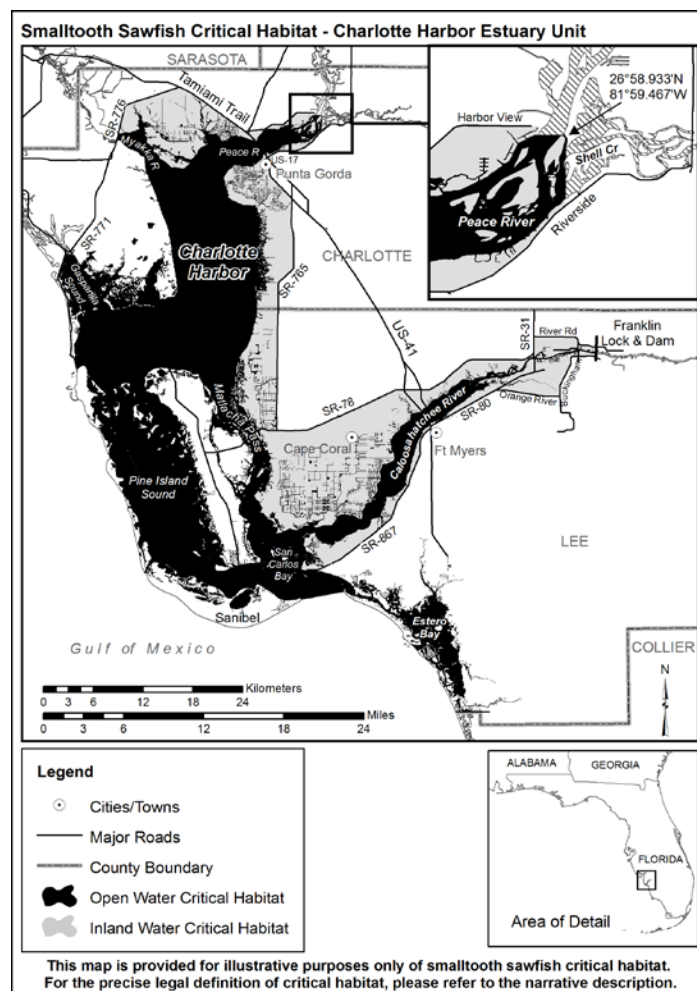 Smalltooth Sawfish Critical Habitat - Charlotte Harbor Estuary Unit
SARASOTA
Tamiami Trail
SR-776
Myakka R
Peace R
US-17
Punta Gorda
26°58.933'N
81°59.467'W
Harbor View
Shell Cr
Peace River
Riverside
SR-771
Gasparilla
Sound
Charlotte
Harbor
CHARLOTTE
SR-765
US-41
SR-31
River Rd
Franklin
Lock & Dam
Buckingham
Orange River
SR-78
SR-80
Matlacha Pass
Caloosahatchee River
Cape Coral
Ft Myers
Pine Island
Sound
SR-867
San
Carlos
Bay
LEE
Sanibel
Estero
Bay
Gulf of Mexico
COLLIER
N
Kilometers
0 3 6 12 18 24
Miles
0 3 6 12 18 24
Legend
Cities/Towns
Major Roads
County Boundary
Open Water Critical Habitat
Inland Water Critical Habitat
ALABAMA
GEORGIA
FLORIDA
Area of Detail
This map is provided for illustrative purposes only of smalltooth sawfish critical habitat.
For the precise legal definition of critical habitat, please refer to the narrative description.